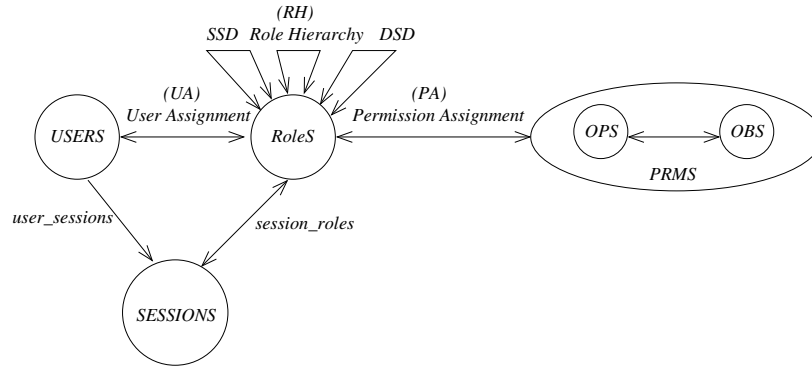 (RH)
SSD Role Hierarchy DSD
(UA)
User Assignment
(PA)
Permission Assignment
USERS
RoleS
OPS
OBS
PRMS
user_sessions
session_roles
SESSIONS